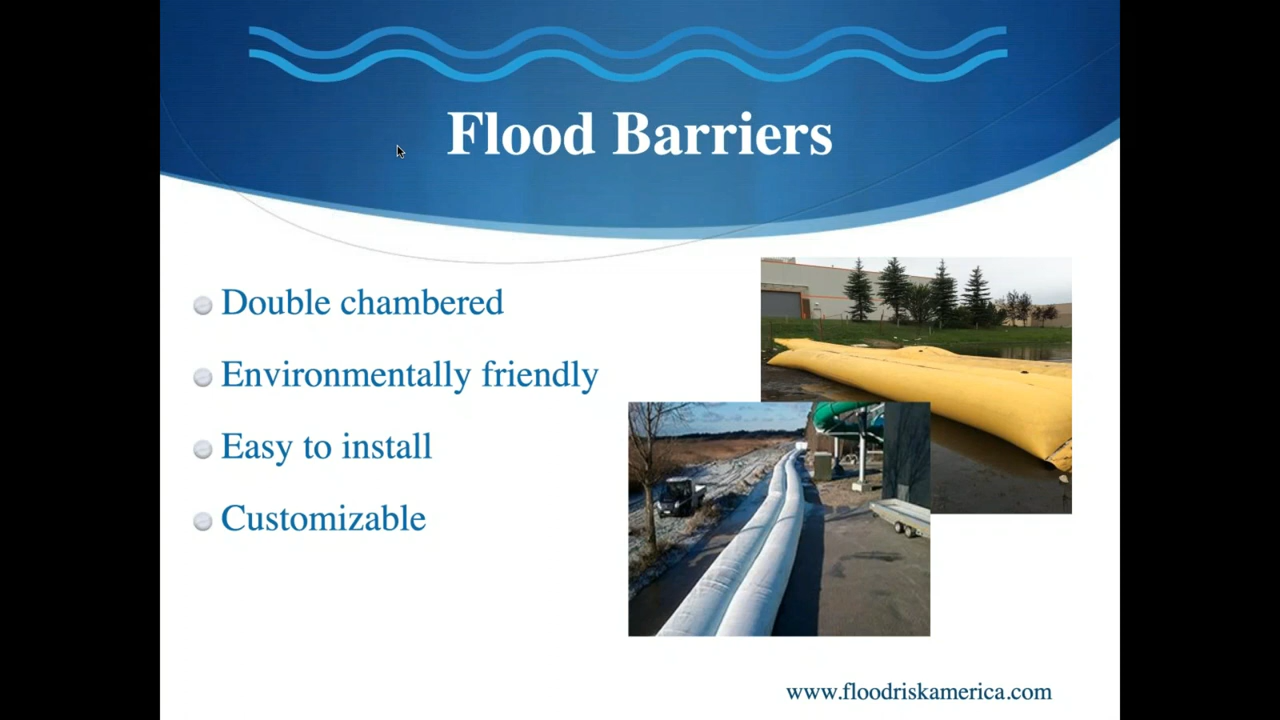 Flood Barriers
Double chambered
Environmentally friendly
Easy to install
Customizable
www.floodriskamerica.com